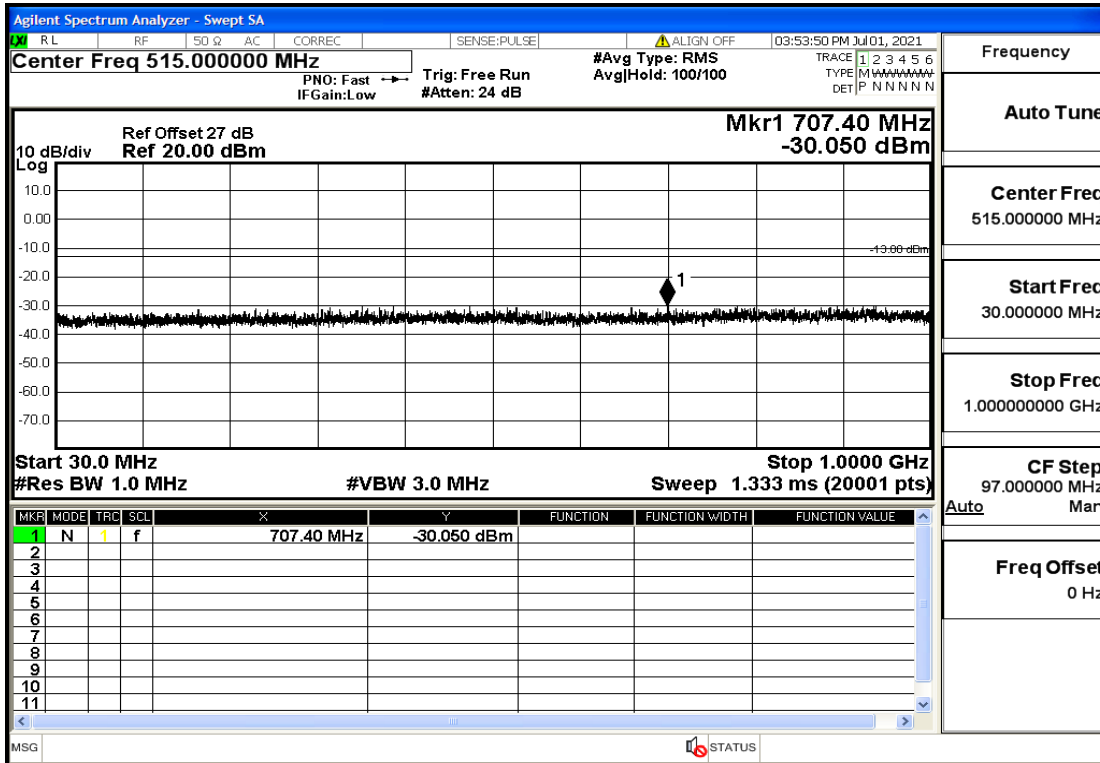 Agilent Spectrum Analyzer - Swept SA
LXI RL RF 50 Ω AC CORREC SENSE:PULSE ALIGN OFF 03:53:50 PM Jul 01, 2021
Center Freq 515.000000 MHz
PNO: Fast
IFGain:Low
Trig: Free Run
#Atten: 24 dB
#Avg Type: RMS
Avg|Hold: 100/100
TRACE 1 2 3 4 5 6
TYPE M
DET P N N N N N
Ref Offset 27 dB
10 dB/div Ref 20.00 dBm
Log
Mkr1 707.40 MHz
-30.050 dBm
10.0
0.00
-10.0
-13.00 dBm
-20.0
1
-30.0
-40.0
-50.0
-60.0
-70.0
Start 30.0 MHz Stop 1.0000 GHz
#Res BW 1.0 MHz #VBW 3.0 MHz Sweep 1.333 ms (20001 pts)
MKR MODE TRC SCL X Y FUNCTION FUNCTION WIDTH FUNCTION VALUE
1 N 1 f 707.40 MHz -30.050 dBm
2
3
4
5
6
7
8
9
10
11
MSG STATUS
Frequency
Auto Tune
Center Freq
515.000000 MHz
Start Freq
30.000000 MHz
Stop Freq
1.000000000 GHz
CF Step
97.000000 MHz
Auto Man
Freq Offset
0 Hz